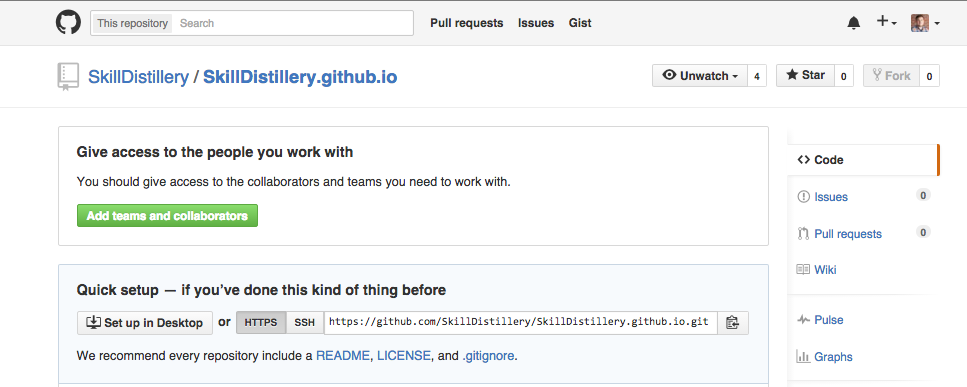 This repository Search Pull requests Issues Gist
SkillDistillery / SkillDistillery.github.io Unwatch 4 Star 0 Fork 0
Give access to the people you work with
You should give access to the collaborators and teams you need to work with.
Add teams and collaborators
Quick setup — if you've done this kind of thing before
Set up in Desktop or HTTPS SSH https://github.com/SkillDistillery/SkillDistillery.github.io.git
We recommend every repository include a README, LICENSE, and .gitignore.
Code
Issues 0
Pull requests 0
Wiki
Pulse
Graphs